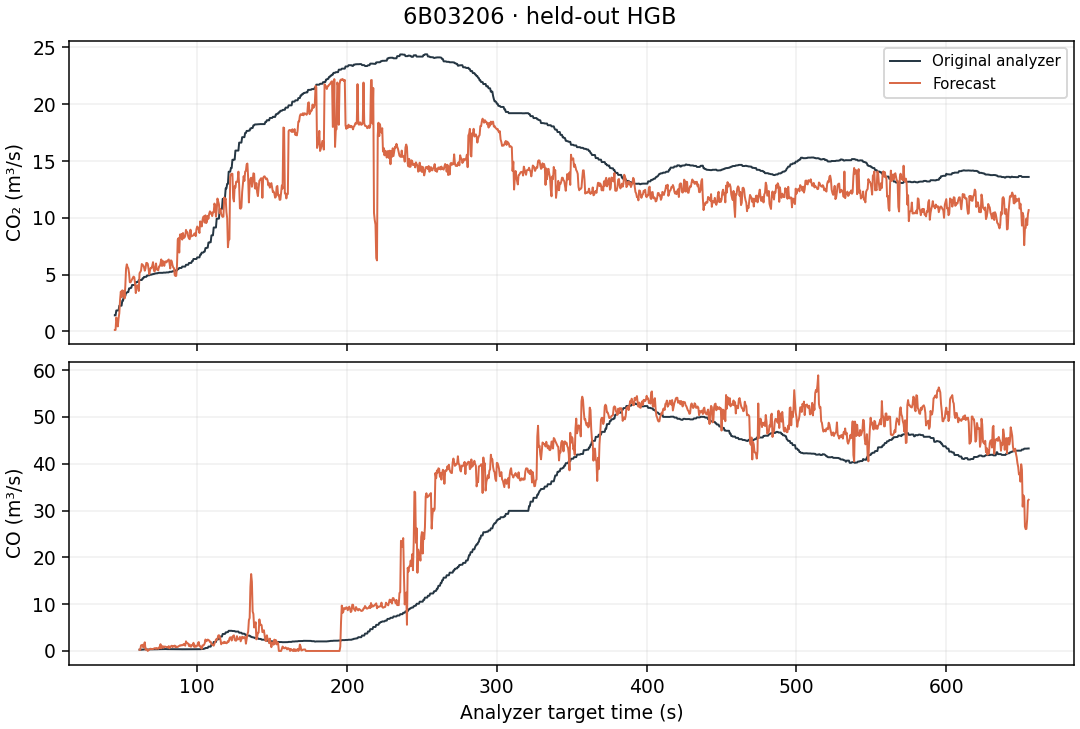 6B03206 · held-out HGB
25
20
15
10
5
0
CO₂ (m³/s)
Original analyzer
Forecast
60
50
40
30
20
10
0
CO (m³/s)
100 200 300 400 500 600
Analyzer target time (s)